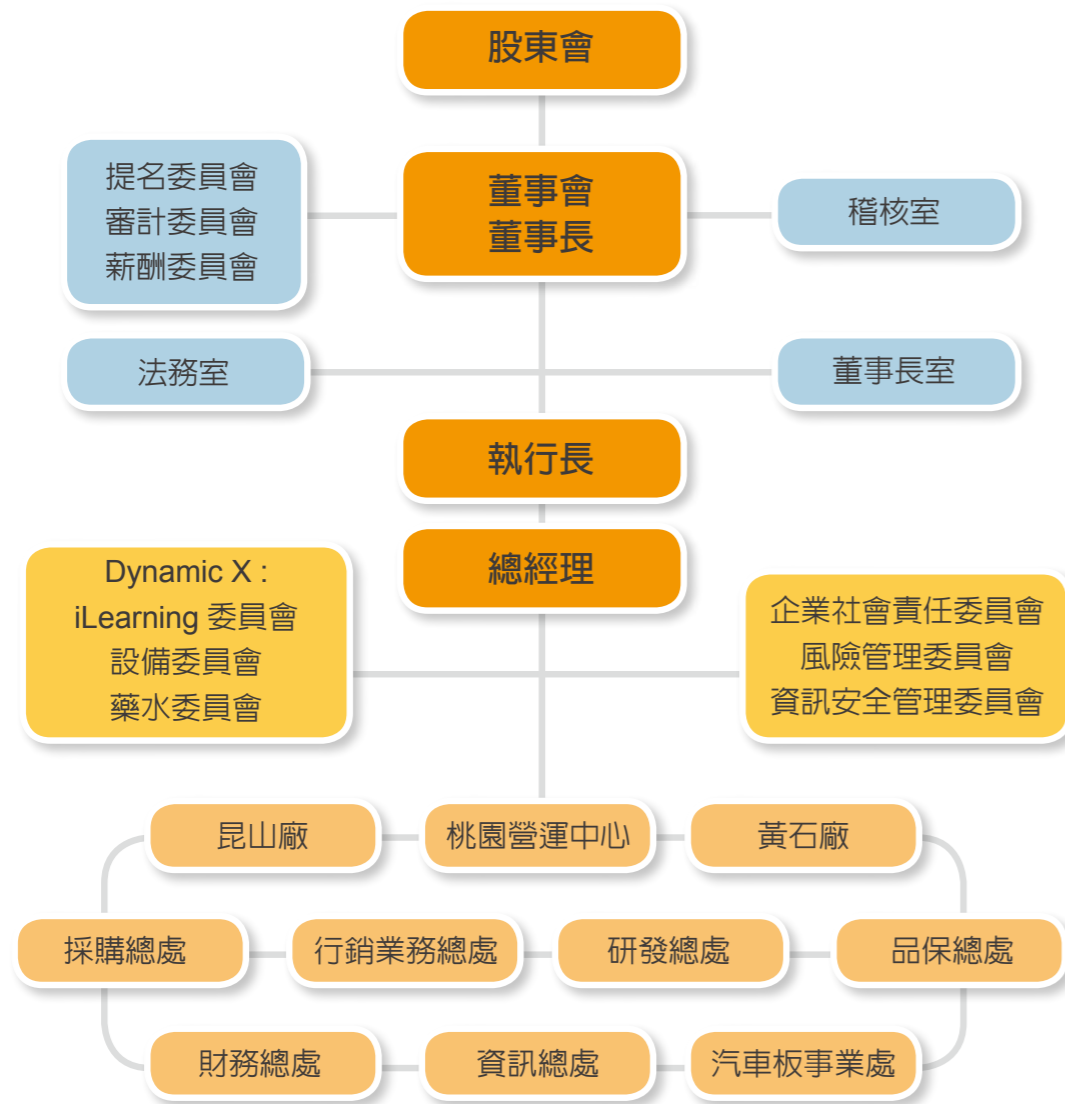 股東會
提名委員會
審計委員會
薪酬委員會
董事會
董事長
稽核室
法務室
董事長室
執行長
總經理
Dynamic X :
iLearning 委員會
設備委員會
藥水委員會
企業社會責任委員會
風險管理委員會
資訊安全管理委員會
昆山廠
桃園營運中心
黃石廠
採購總處
行銷業務總處
研發總處
品保總處
財務總處
資訊總處
汽車板事業處